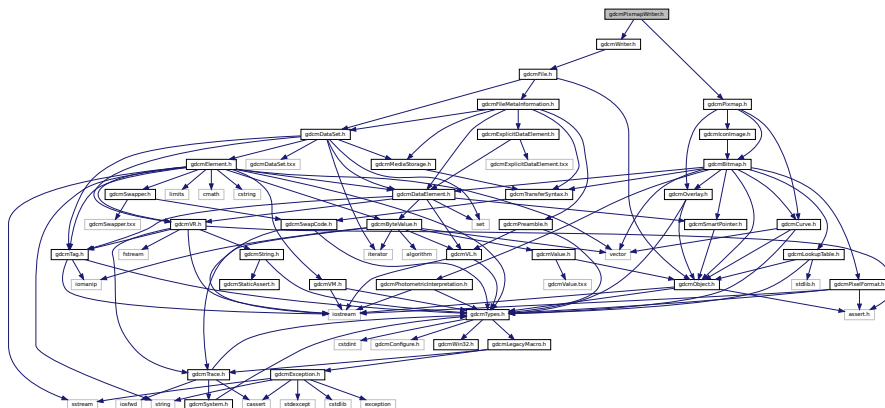 gdcmPixmapWriter.h
gdcmWriter.h
gdcmFile.h
gdcmFileMetaInformation.h
gdcmPixmap.h
gdcmDataSet.h
gdcmExplicitDataElement.h
gdcmIconImage.h
gdcmElement.h
gdcmDataSet.txx
gdcmMediaStorage.h
gdcmExplicitDataElement.txx
gdcmBitmap.h
gdcmSwapper.h
limits
cmath
cstring
gdcmDataElement.h
gdcmTransferSyntax.h
gdcmOverlay.h
gdcmSwapper.txx
gdcmVR.h
gdcmSwapCode.h
gdcmByteValue.h
set
gdcmPreamble.h
gdcmSmartPointer.h
gdcmCurve.h
gdcmTag.h
fstream
gdcmString.h
iterator
algorithm
gdcmVL.h
gdcmValue.h
vector
gdcmLookupTable.h
iomanip
gdcmStaticAssert.h
gdcmVM.h
gdcmPhotometricInterpretation.h
gdcmValue.txx
gdcmObject.h
stdlib.h
gdcmPixelFormat.h
iostream
gdcmTypes.h
assert.h
cstdint
gdcmConfigure.h
gdcmWin32.h
gdcmLegacyMacro.h
gdcmTrace.h
gdcmException.h
sstream
iosfwd
string
gdcmSystem.h
cassert
stdexcept
cstdlib
exception